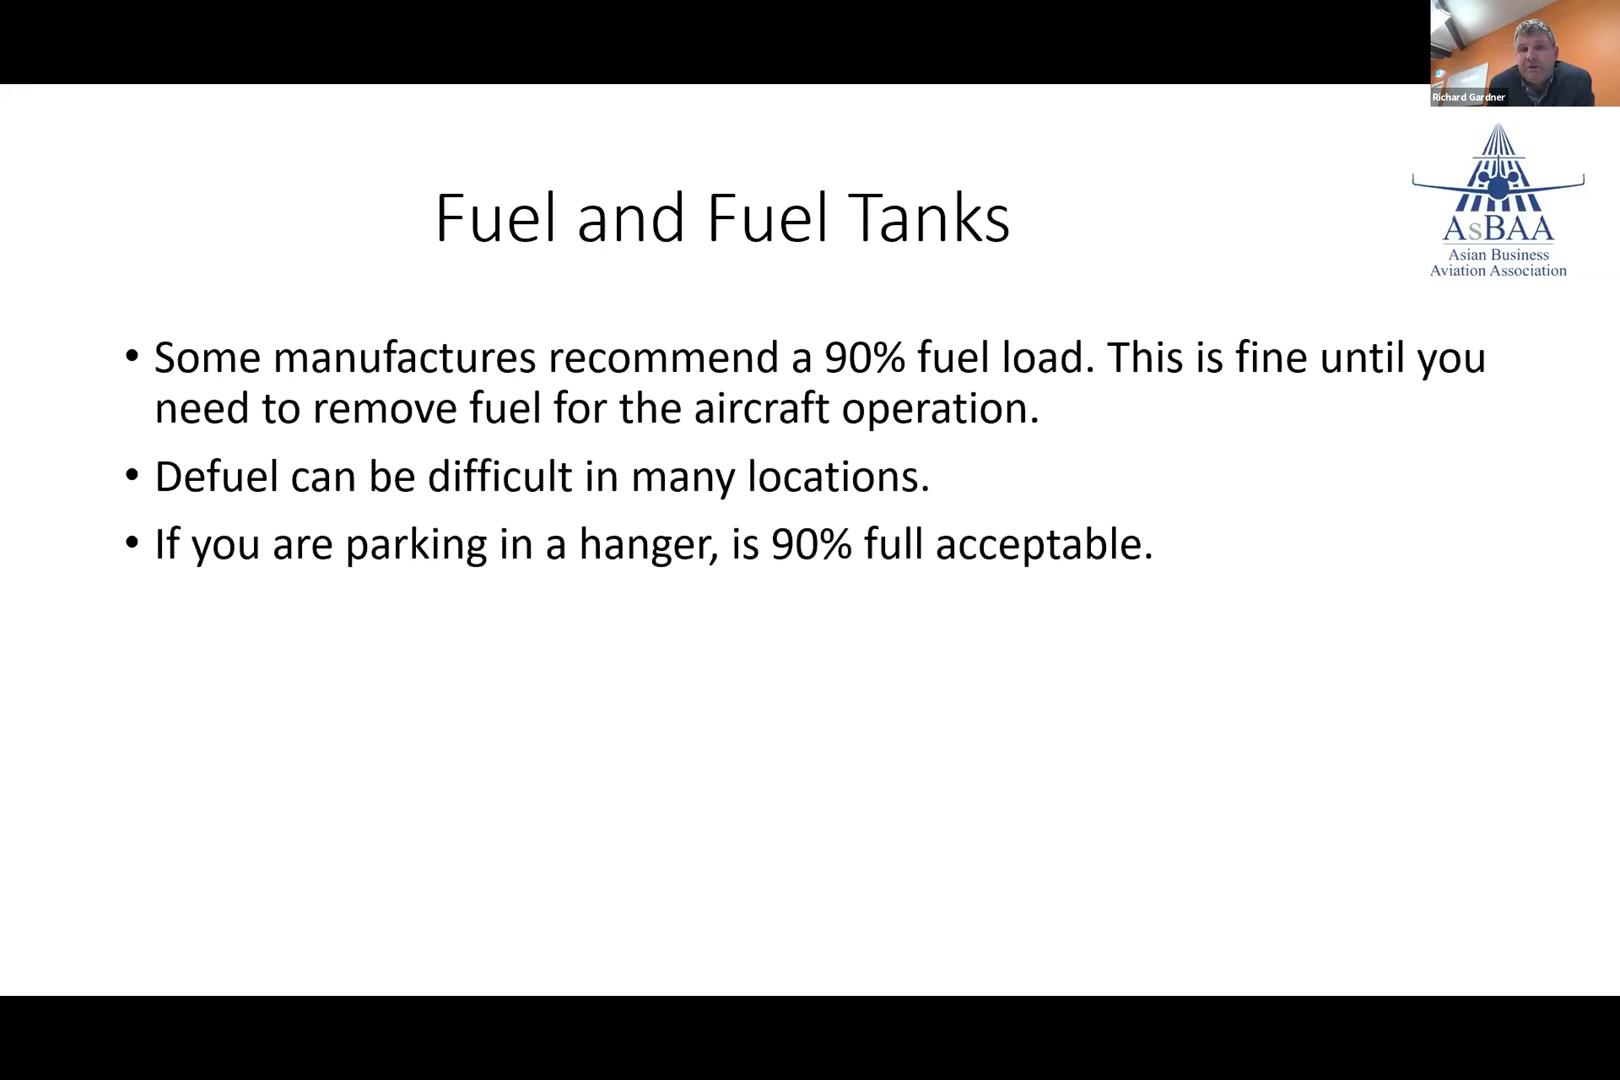 Richard Gardner
AsBAA
Asian Business
Aviation Association
Fuel and Fuel Tanks
• Some manufactures recommend a 90% fuel load. This is fine until you
need to remove fuel for the aircraft operation.
• Defuel can be difficult in many locations.
• If you are parking in a hanger, is 90% full acceptable.